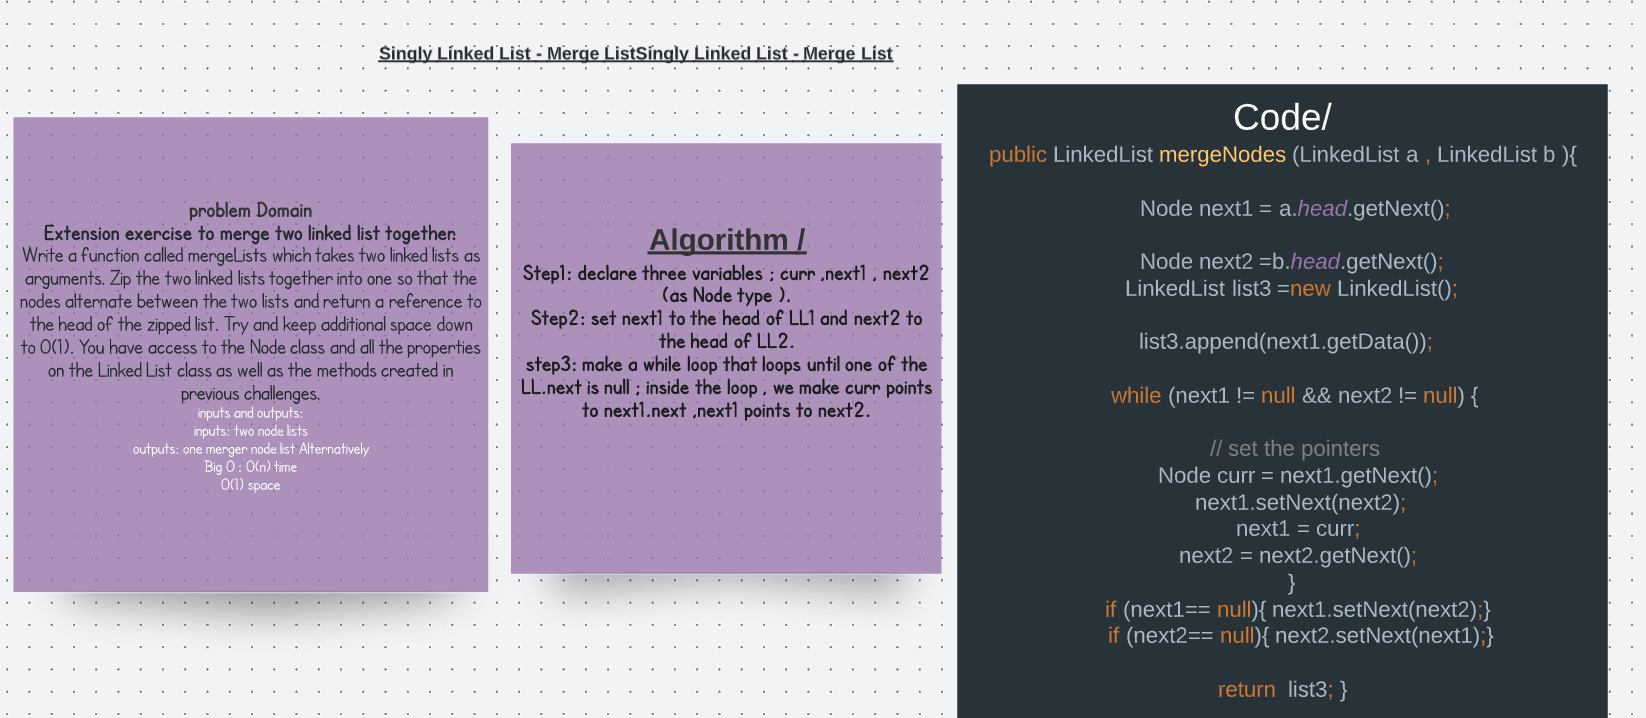 Singly Linked List - Merge ListSingly Linked List - Merge List
problem Domain
Extension exercise to merge two linked list together.
Write a function called mergeLists which takes two linked lists as
arguments. Zip the two linked lists together into one so that the
nodes alternate between the two lists and return a reference to
the head of the zipped list. Try and keep additional space down
to O(1). You have access to the Node class and all the properties
on the Linked List class as well as the methods created in
previous challenges.
inputs and outputs:
inputs: two node lists
outputs: one merger node list Alternatively
Big O : O(n) time
O(1) space
Algorithm /
Step1: declare three variables ; curr ,next1 , next2
(as Node type ).
Step2: set next1 to the head of LL1 and next2 to
the head of LL2.
step3: make a while loop that loops until one of the
LL.next is null ; inside the loop , we make curr points
to next1.next ,next1 points to next2.
Code/
public LinkedList mergeNodes (LinkedList a , LinkedList b ){
Node next1 = a.head.getNext();
Node next2 =b.head.getNext();
LinkedList list3 =new LinkedList();
list3.append(next1.getData());
while (next1 != null && next2 != null) {
// set the pointers
Node curr = next1.getNext();
next1.setNext(next2);
next1 = curr;
next2 = next2.getNext();
}
if (next1== null){ next1.setNext(next2);}
if (next2== null){ next2.setNext(next1);}
return  list3; }